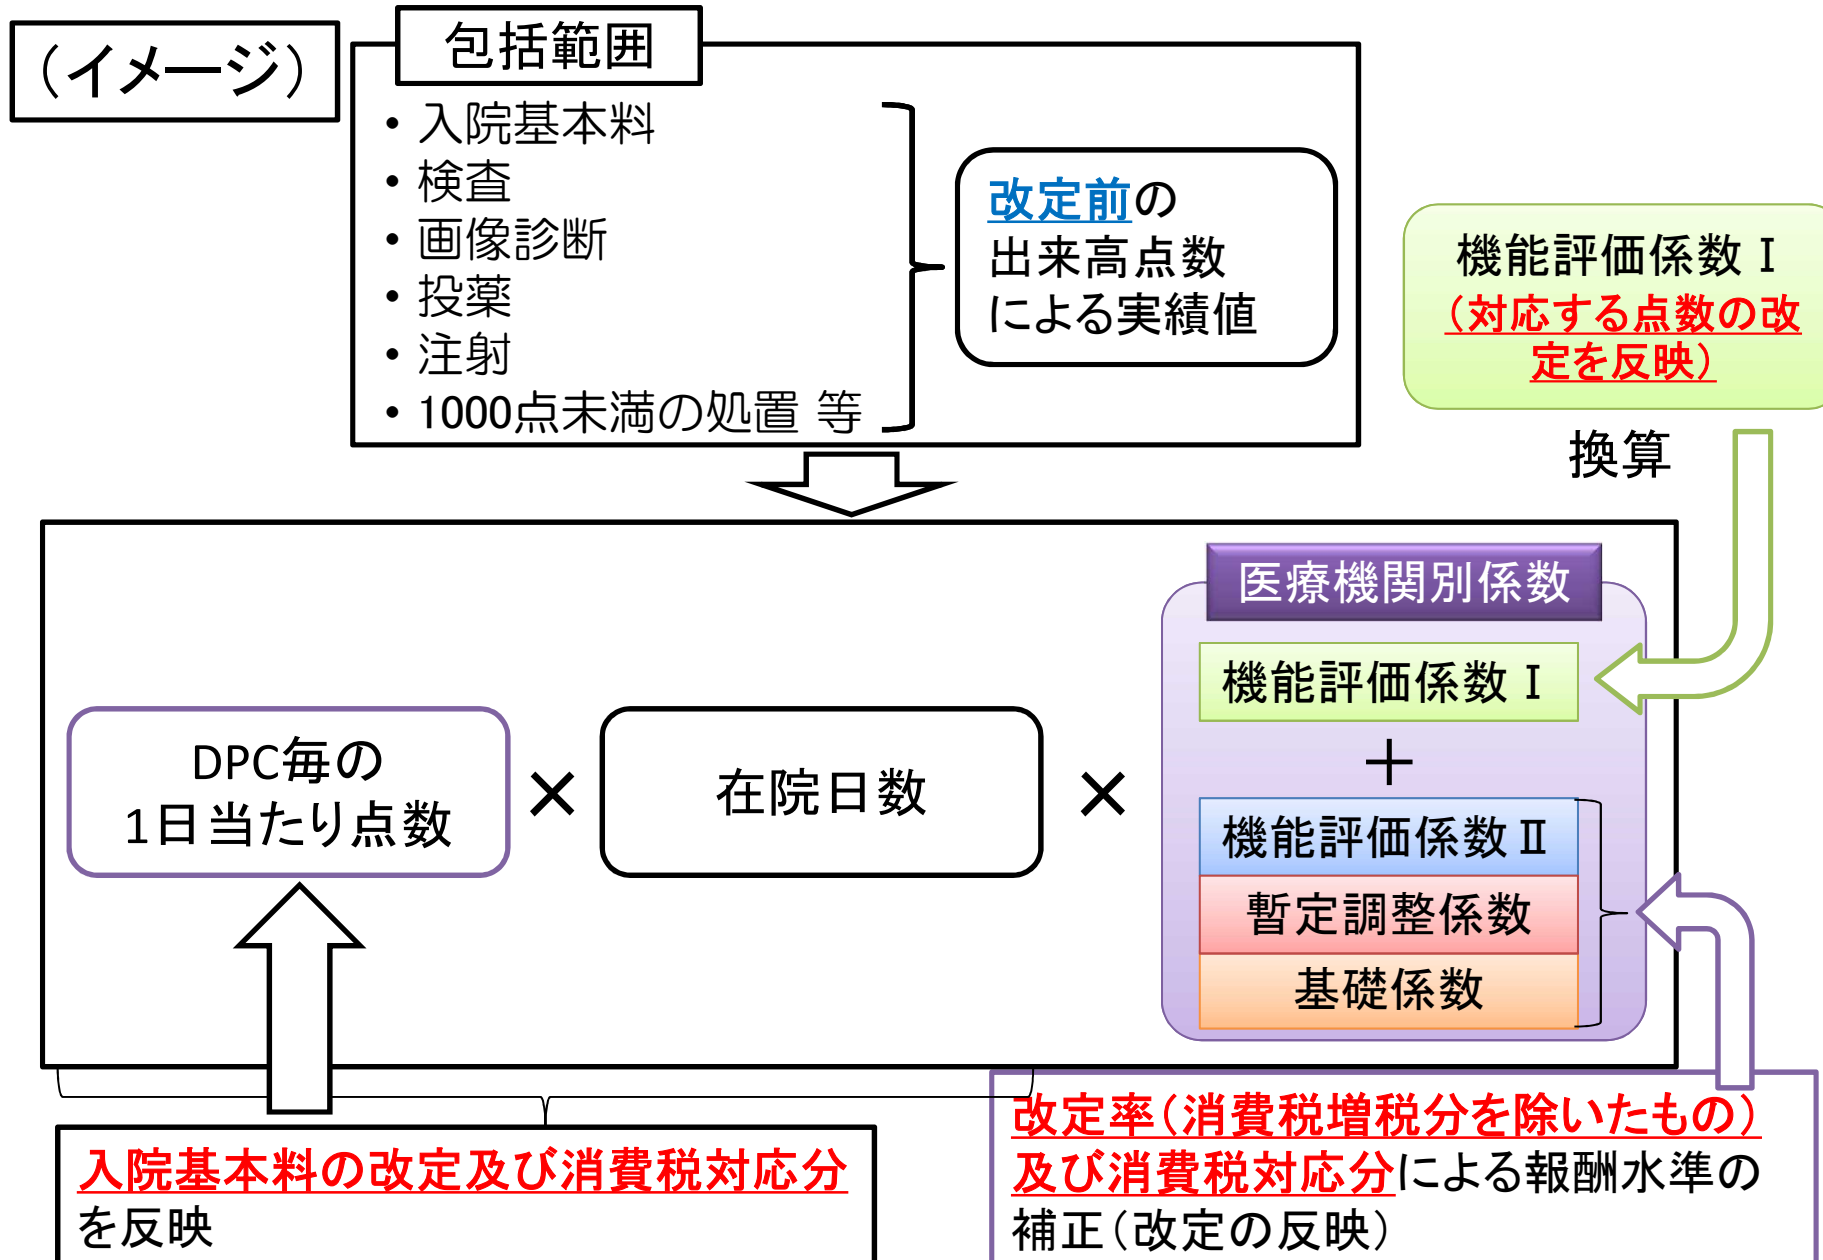 （イメージ）
包括範囲
・入院基本料
・検査
・画像診断
・投薬
・注射
・1000点未満の処置 等
改定前の
出来高点数
による実績値
機能評価係数Ⅰ
（対応する点数の改
定を反映）
換算
医療機関別係数
機能評価係数Ⅰ
＋
機能評価係数Ⅱ
暫定調整係数
基礎係数
DPC毎の
1日当たり点数
×
在院日数
×
入院基本料の改定及び消費税対応分
を反映
改定率（消費税増税分を除いたもの）
及び消費税対応分による報酬水準の
補正（改定の反映）